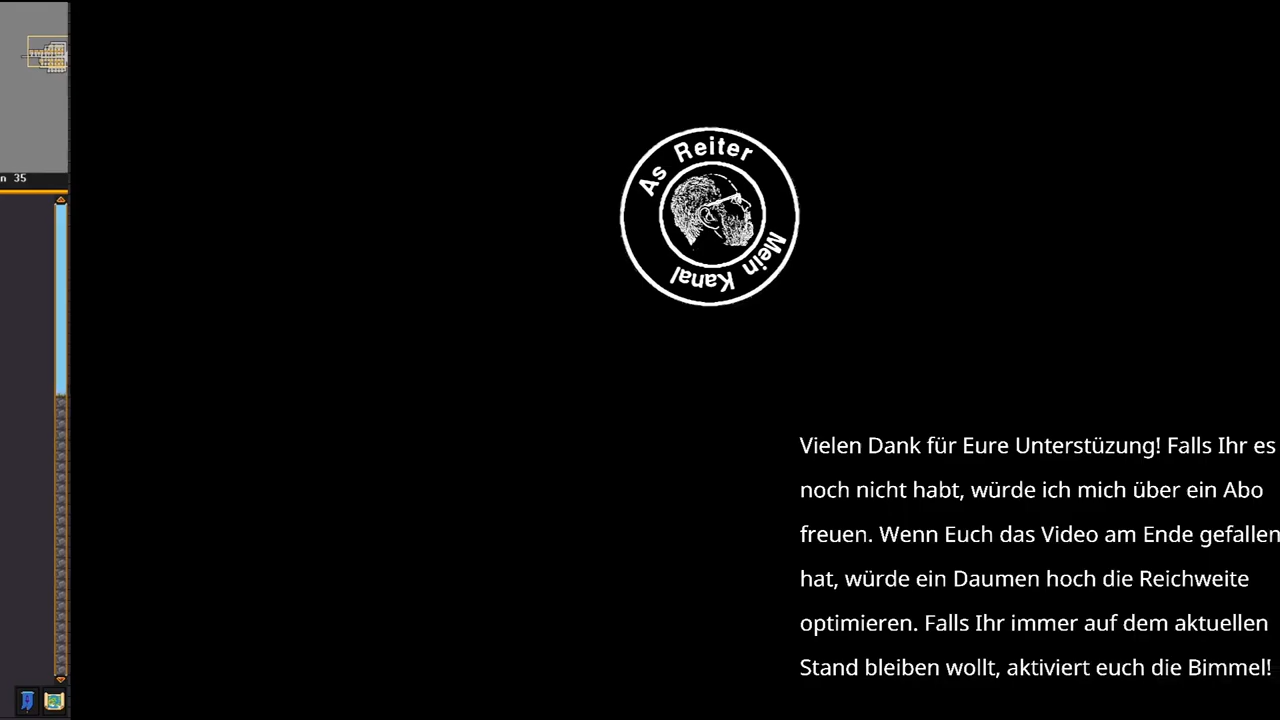 n 35
As Reiter
Mein Kanal
Vielen Dank für Eure Unterstüzung! Falls Ihr es
noch nicht habt, würde ich mich über ein Abo
freuen. Wenn Euch das Video am Ende gefallen
hat, würde ein Daumen hoch die Reichweite
optimieren. Falls Ihr immer auf dem aktuellen
Stand bleiben wollt, aktiviert euch die Bimmel!